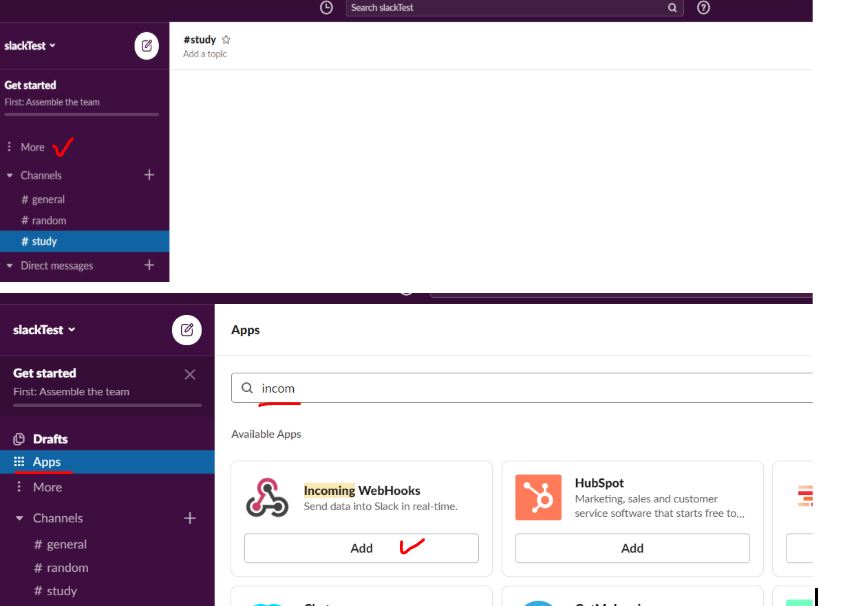 Search slackTest
slackTest
#study
Add a topic
Get started
First: Assemble the team
More
Channels
# general
# random
# study
Direct messages
slackTest
Apps
Get started
First: Assemble the team
incom
Drafts
Available Apps
Apps
More
Incoming WebHooks
Send data into Slack in real-time.
HubSpot
Marketing, sales and customer
service software that starts free to...
Channels
Add
Add
# general
# random
# study